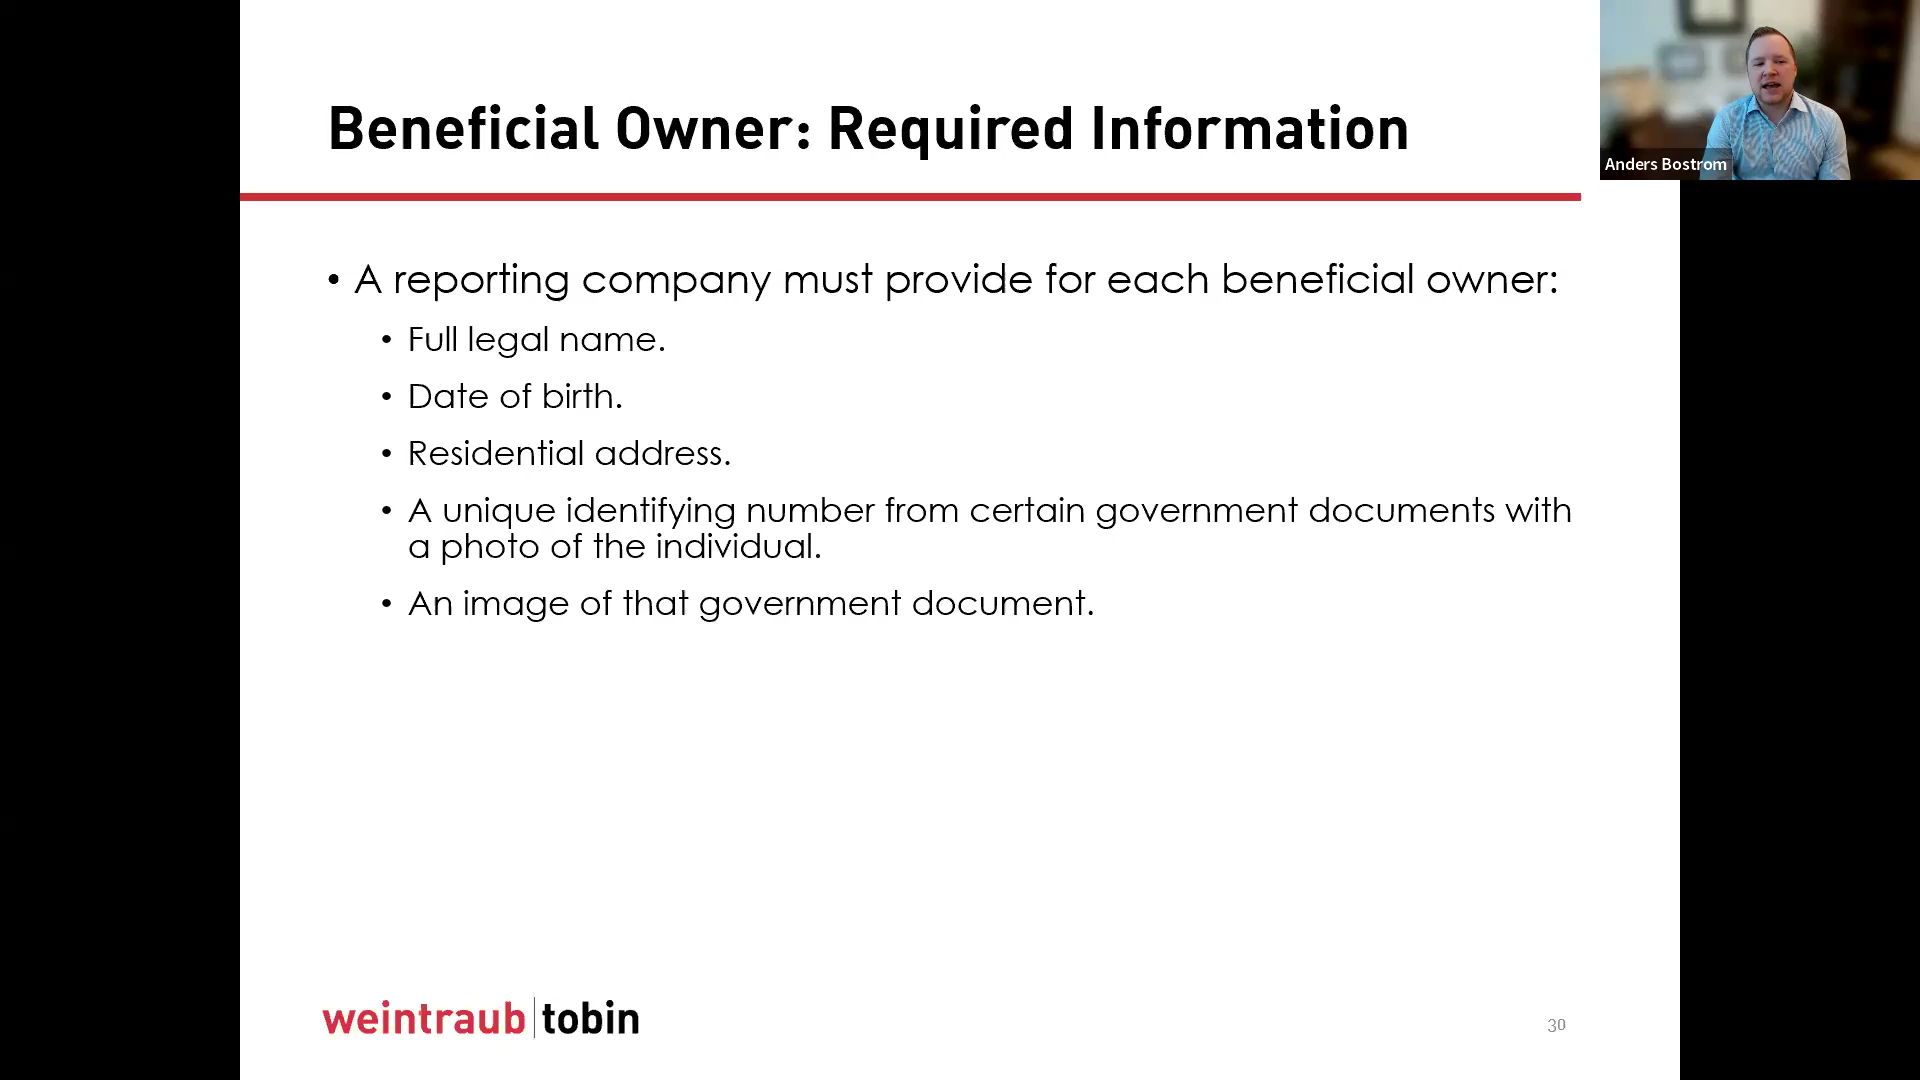 Beneficial Owner: Required Information
Anders Bostrom
• A reporting company must provide for each beneficial owner:
• Full legal name.
• Date of birth.
• Residential address.
• A unique identifying number from certain government documents with
a photo of the individual.
• An image of that government document.
weintraub|tobin
30